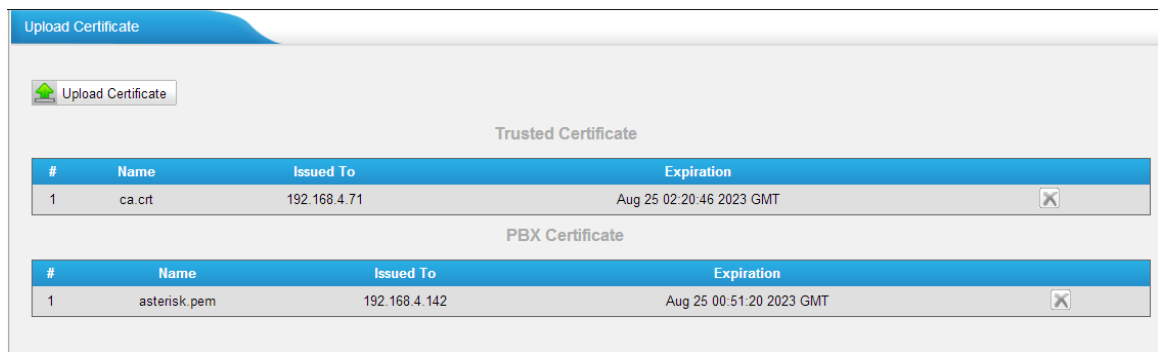 Upload Certificate
Upload Certificate
Trusted Certificate
# Name Issued To Expiration
1 ca.crt 192.168.4.71 Aug 25 02:20:46 2023 GMT
PBX Certificate
# Name Issued To Expiration
1 asterisk.pem 192.168.4.142 Aug 25 00:51:20 2023 GMT